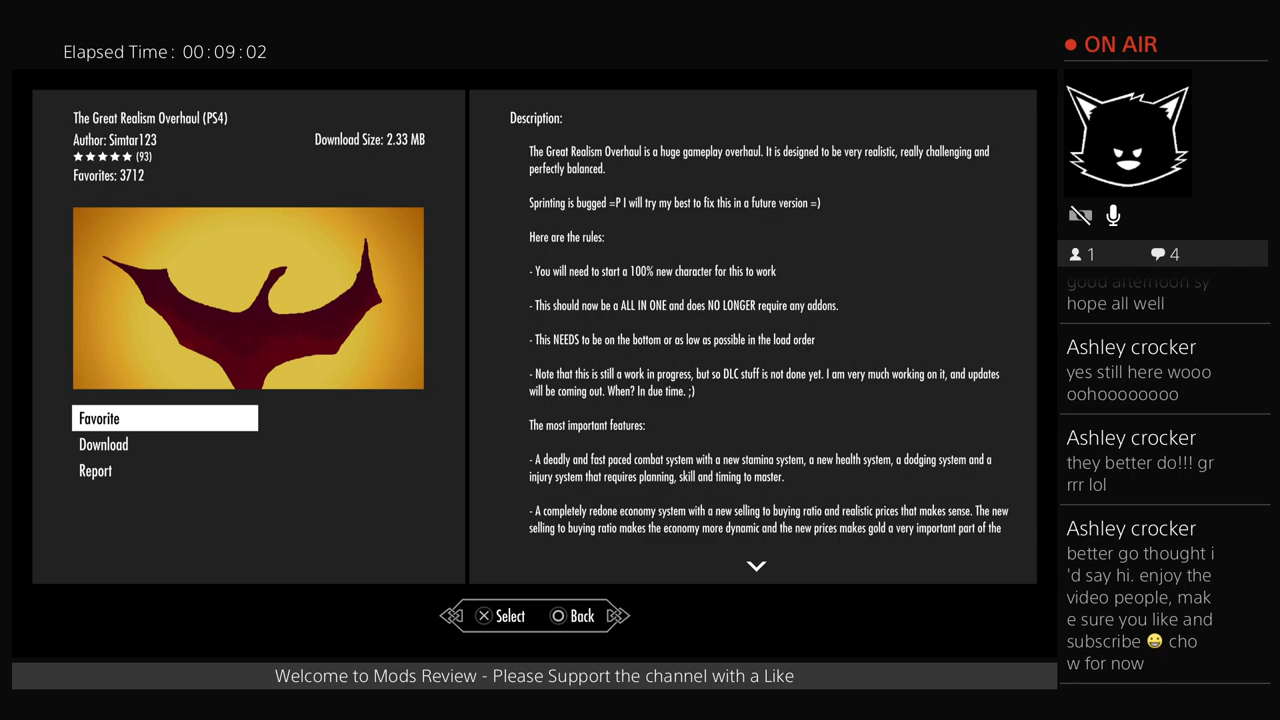 Elapsed Time: 00:09:02
The Great Realism Overhaul (PS4)
Author: Simtar123
Download Size: 2.33 MB
★★★★★ (93)
Favorites: 3712
Favorite
Download
Report
Description:
The Great Realism Overhaul is a huge gameplay overhaul. It is designed to be very realistic, really challenging and
perfectly balanced.
Sprinting is bugged =P I will try my best to fix this in a future version =)
Here are the rules:
- You will need to start a 100% new character for this to work
- This should now be a ALL IN ONE and does NO LONGER require any addons.
- This NEEDS to be on the bottom or as low as possible in the load order
- Note that this is still a work in progress, but so DLC stuff is not done yet. I am very much working on it, and updates
will be coming out. When? In due time. ;)
The most important features:
- A deadly and fast paced combat system with a new stamina system, a new health system, a dodging system and a
injury system that requires planning, skill and timing to master.
- A completely redone economy system with a new selling to buying ratio and realistic prices that makes sense. The new
selling to buying ratio makes the economy more dynamic and the new prices makes gold a very important part of the
Select
Back
Welcome to Mods Review - Please Support the channel with a Like
ON AIR
1
4
good afternoon sy
hope all well
Ashley crocker
yes still here wooo
oohoooooooo
Ashley crocker
they better do!!! gr
rrr lol
Ashley crocker
better go thought i
'd say hi. enjoy the
video people, mak
e sure you like and
subscribe 😀 cho
w for now